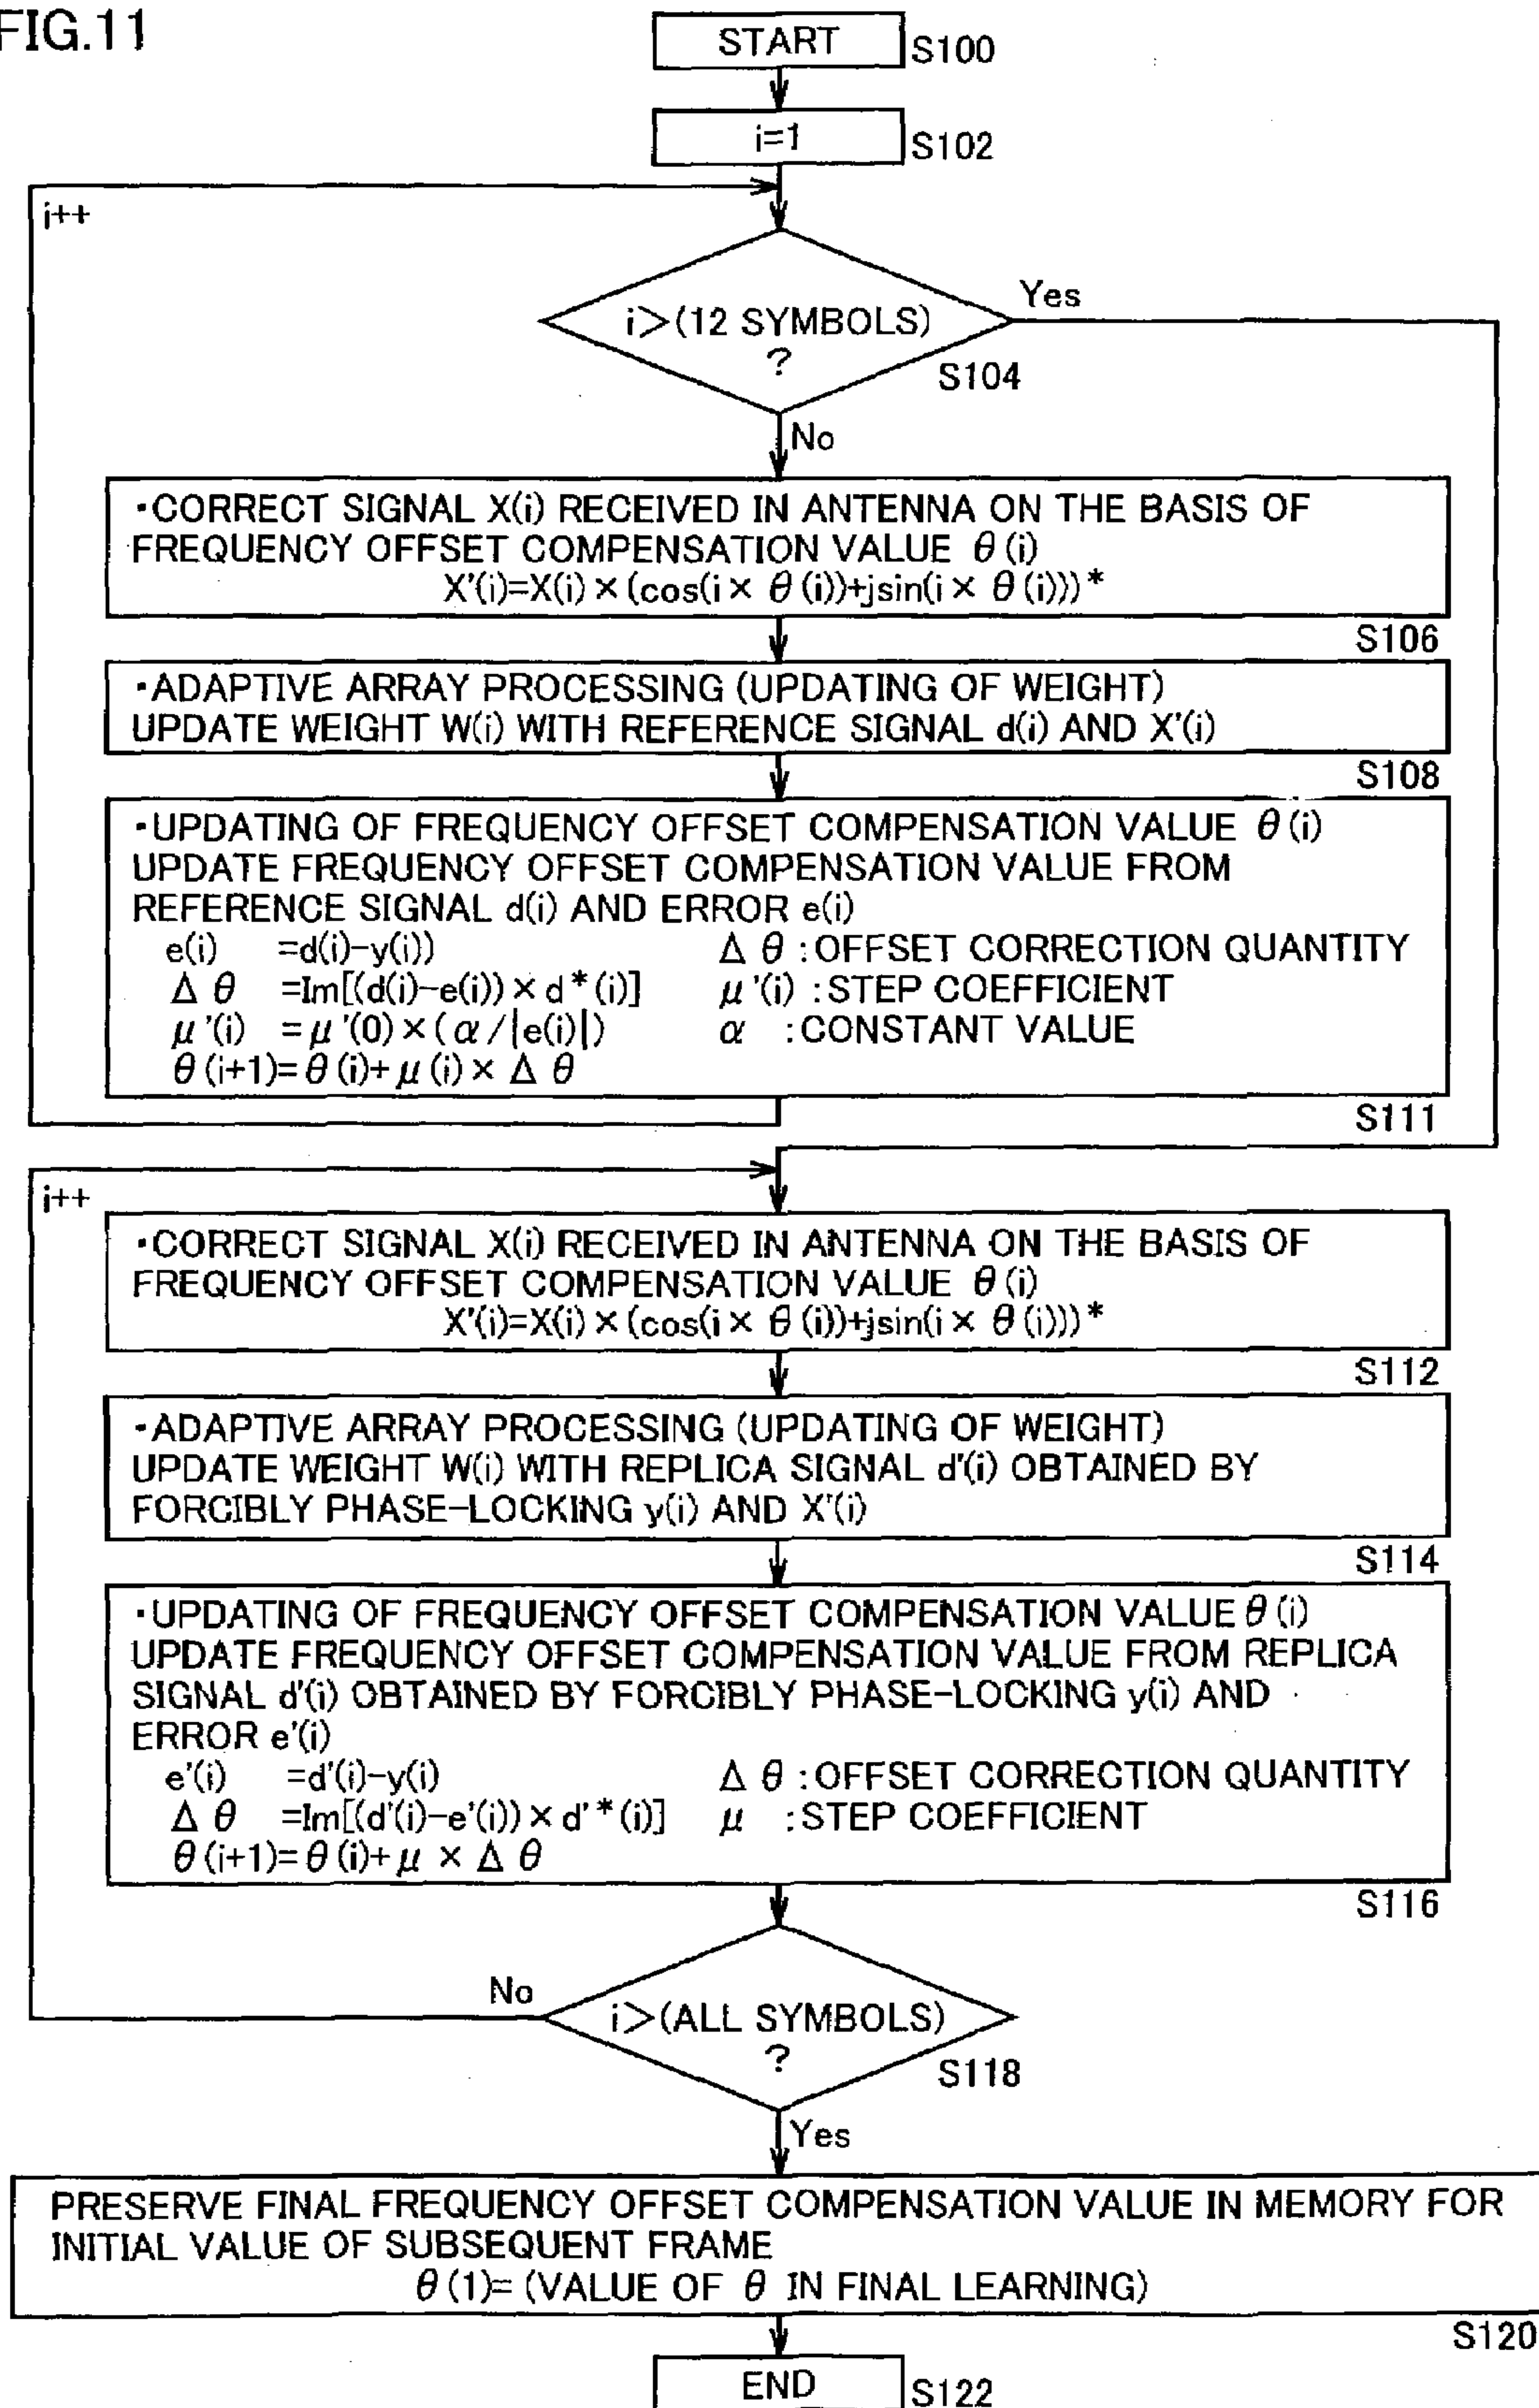 FIG.11
START
S100
i=1
S102
i++
i>(12 SYMBOLS)
?
Yes
S104
No
·CORRECT SIGNAL X(i) RECEIVED IN ANTENNA ON THE BASIS OF
FREQUENCY OFFSET COMPENSATION VALUE θ(i)
X'(i)=X(i)×(cos(i×θ(i))+jsin(i×θ(i)))*
S106
·ADAPTIVE ARRAY PROCESSING (UPDATING OF WEIGHT)
UPDATE WEIGHT W(i) WITH REFERENCE SIGNAL d(i) AND X'(i)
S108
·UPDATING OF FREQUENCY OFFSET COMPENSATION VALUE θ(i)
UPDATE FREQUENCY OFFSET COMPENSATION VALUE FROM
REFERENCE SIGNAL d(i) AND ERROR e(i)
e(i) =d(i)-y(i)) Δθ:OFFSET CORRECTION QUANTITY
Δθ =Im[(d(i)-e(i))×d*(i)] μ'(i):STEP COEFFICIENT
μ'(i) =μ'(0)×(α/|e(i)|) α :CONSTANT VALUE
θ(i+1)=θ(i)+μ(i)×Δθ
S111
i++
·CORRECT SIGNAL X(i) RECEIVED IN ANTENNA ON THE BASIS OF
FREQUENCY OFFSET COMPENSATION VALUE θ(i)
X'(i)=X(i)×(cos(i×θ(i))+jsin(i×θ(i)))*
S112
·ADAPTIVE ARRAY PROCESSING (UPDATING OF WEIGHT)
UPDATE WEIGHT W(i) WITH REPLICA SIGNAL d'(i) OBTAINED BY
FORCIBLY PHASE-LOCKING y(i) AND X'(i)
S114
·UPDATING OF FREQUENCY OFFSET COMPENSATION VALUE θ(i)
UPDATE FREQUENCY OFFSET COMPENSATION VALUE FROM REPLICA
SIGNAL d'(i) OBTAINED BY FORCIBLY PHASE-LOCKING y(i) AND
ERROR e'(i)
e'(i) =d'(i)-y(i) Δθ:OFFSET CORRECTION QUANTITY
Δθ =Im[(d'(i)-e'(i))×d'*(i)] μ :STEP COEFFICIENT
θ(i+1)=θ(i)+μ×Δθ
S116
No
i>(ALL SYMBOLS)
?
S118
Yes
PRESERVE FINAL FREQUENCY OFFSET COMPENSATION VALUE IN MEMORY FOR
INITIAL VALUE OF SUBSEQUENT FRAME
θ(1)=(VALUE OF θ IN FINAL LEARNING)
S120
END
S122